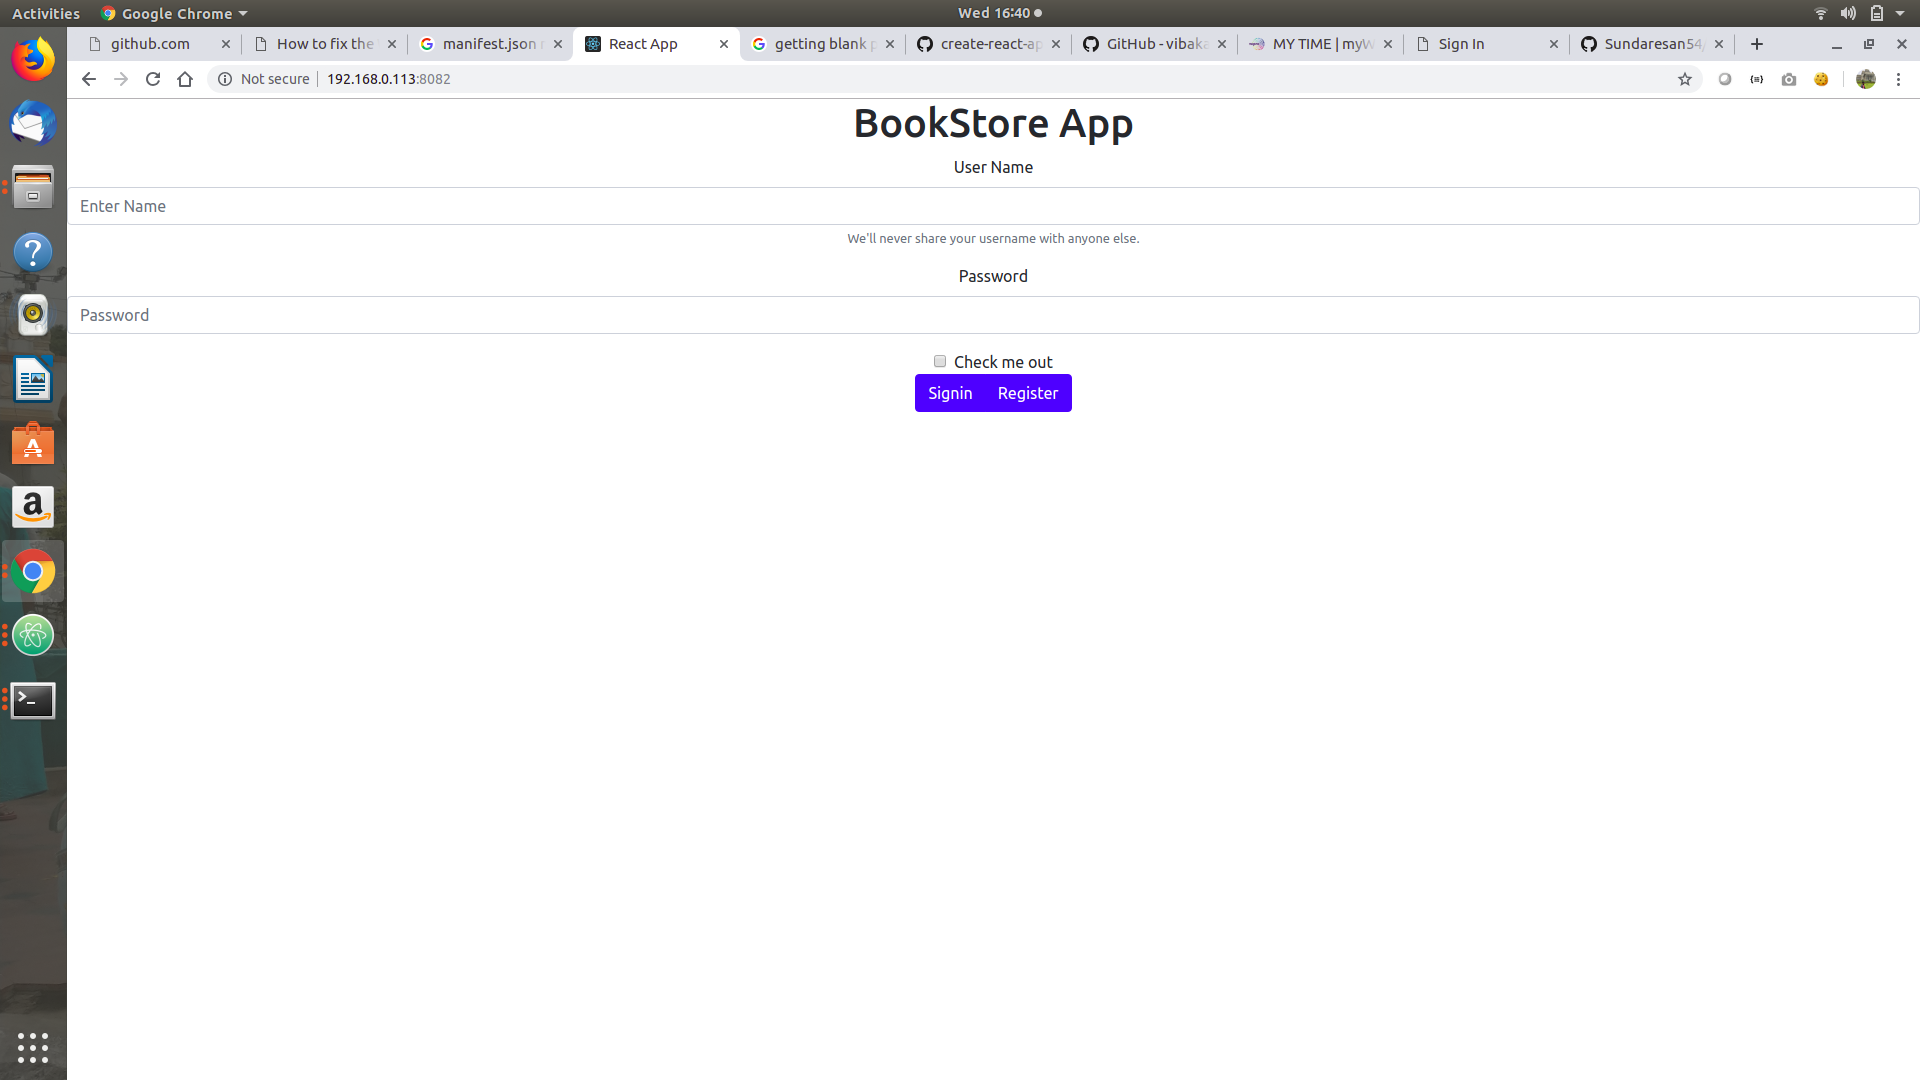 Activities Google Chrome Wed 16:40
github.com How to fix the manifest.json React App getting blank p create-react-ap GitHub - vibaka MY TIME | myW Sign In Sundaresan54/
Not secure 192.168.0.113:8082
BookStore App
User Name
Enter Name
We'll never share your username with anyone else.
Password
Password
Check me out
Signin Register